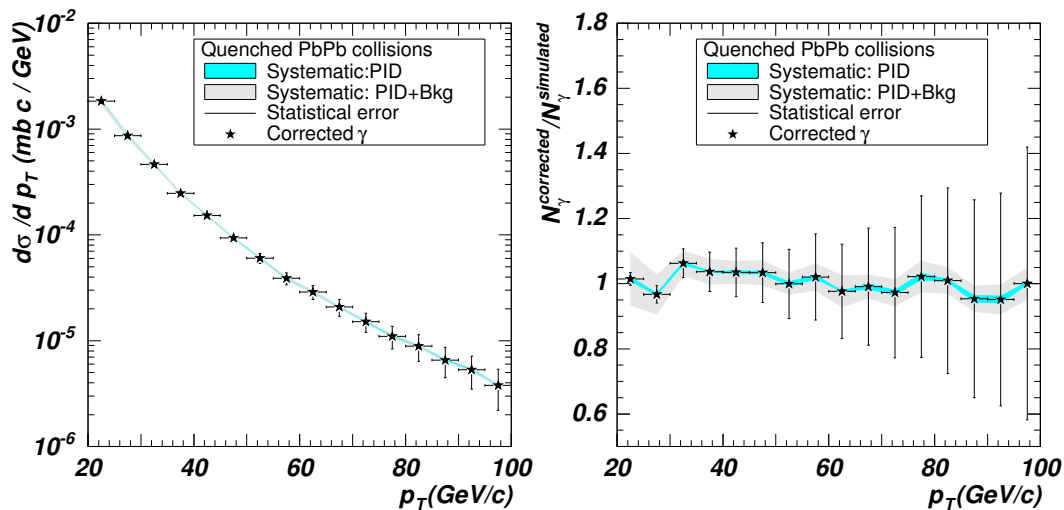 dσ/d p_T (mb c / GeV)
10^-2
10^-3
10^-4
10^-5
10^-6
Quenched PbPb collisions
Systematic:PID
Systematic: PID+Bkg
Statistical error
Corrected γ
20 40 60 80 100
p_T(GeV/c)
N_γ^corrected/N_γ^simulated
1.8
1.6
1.4
1.2
1
0.8
0.6
Quenched PbPb collisions
Systematic: PID
Systematic: PID+Bkg
Statistical error
Corrected γ
20 40 60 80 100
p_T(GeV/c)